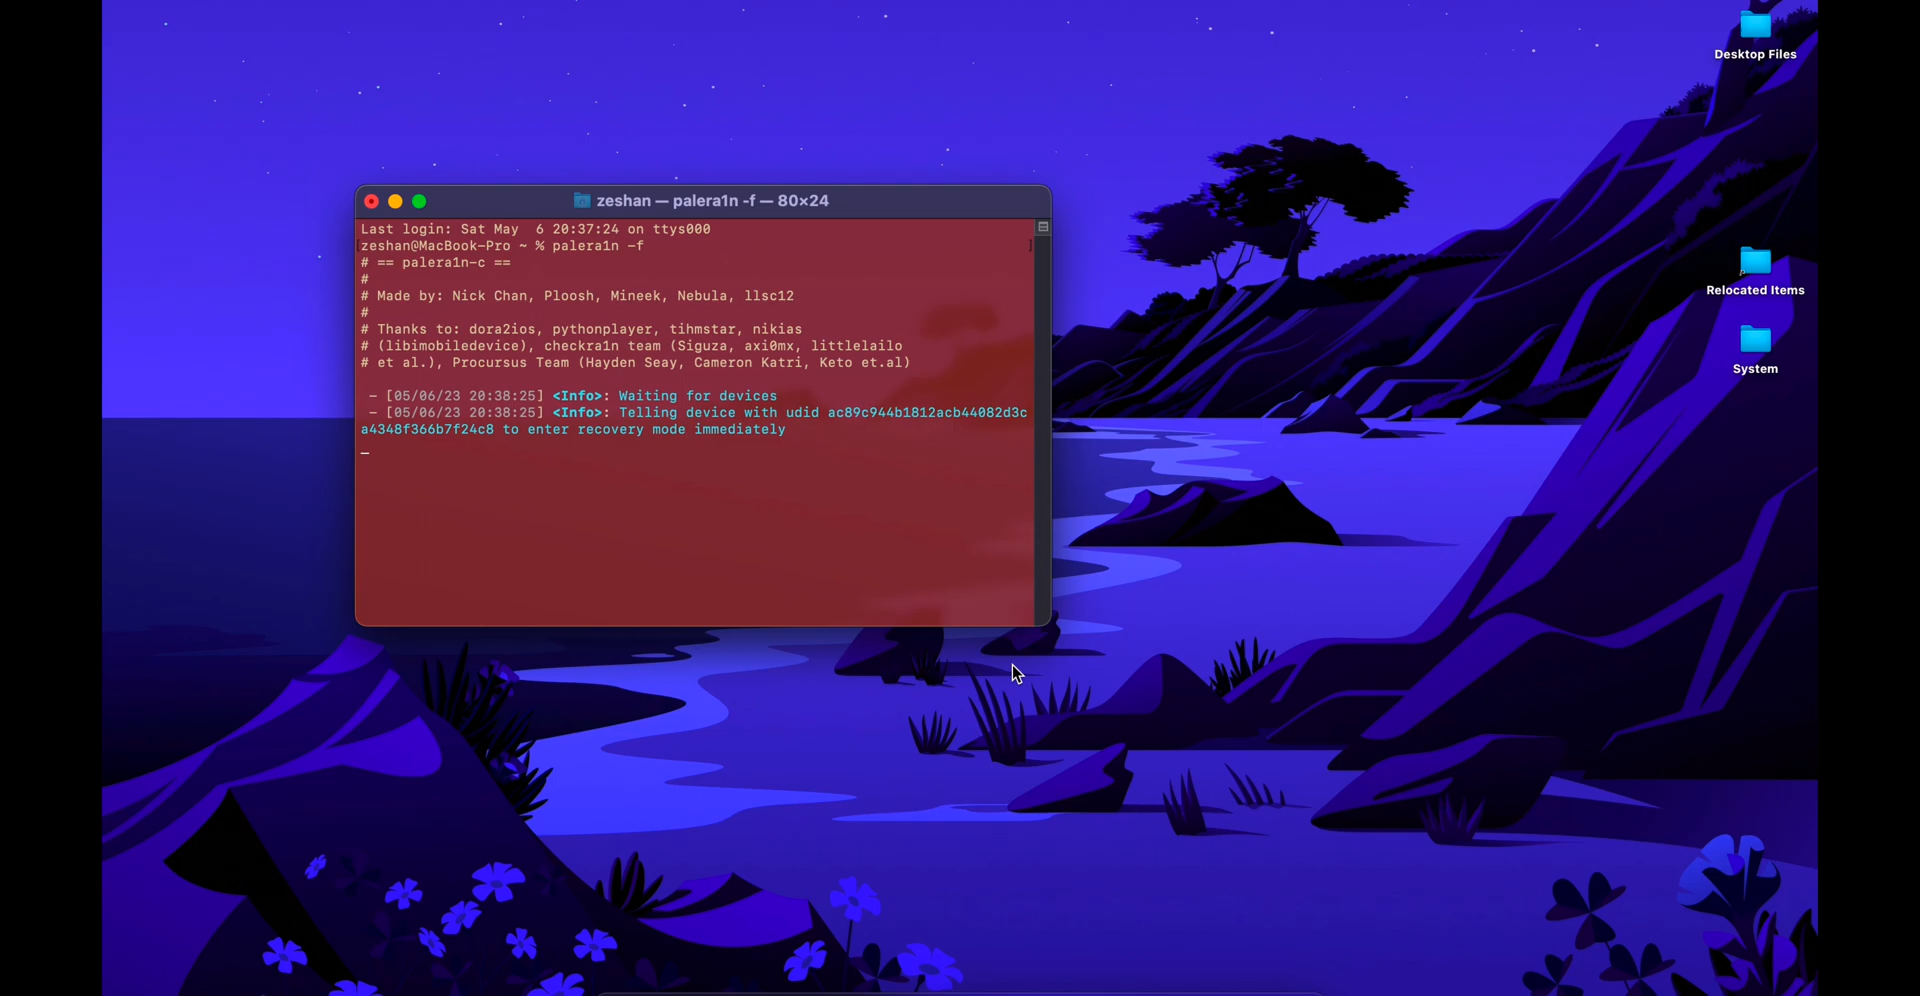 Desktop Files
zeshan — palera1n -f — 80×24
Last login: Sat May  6 20:37:24 on ttys000
zeshan@MacBook-Pro ~ % palera1n -f
# == palera1n-c ==
#
# Made by: Nick Chan, Ploosh, Mineek, Nebula, llsc12
#
# Thanks to: dora2ios, pythonplayer, tihmstar, nikias
# (libimobiledevice), checkra1n team (Siguza, axi0mx, littlelailo
# et al.), Procursus Team (Hayden Seay, Cameron Katri, Keto et.al)
- [05/06/23 20:38:25] <Info>: Waiting for devices
- [05/06/23 20:38:25] <Info>: Telling device with udid ac89c944b1812acb44082d3c
a4348f366b7f24c8 to enter recovery mode immediately
Relocated Items
System